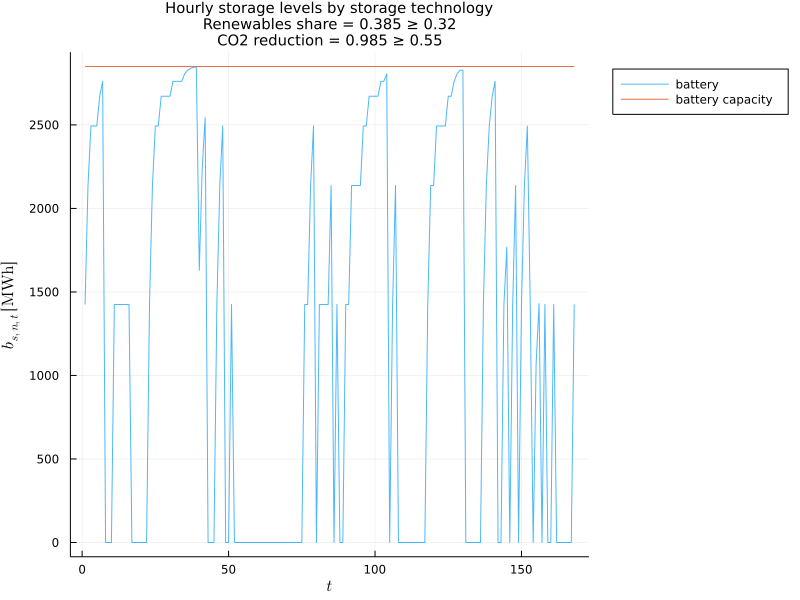 Hourly storage levels by storage technology
Renewables share = 0.385 ≥ 0.32
CO2 reduction = 0.985 ≥ 0.55
battery
battery capacity
2500
2000
1500
1000
500
0
b_{s,n,t} [MWh]
0 50 100 150
t